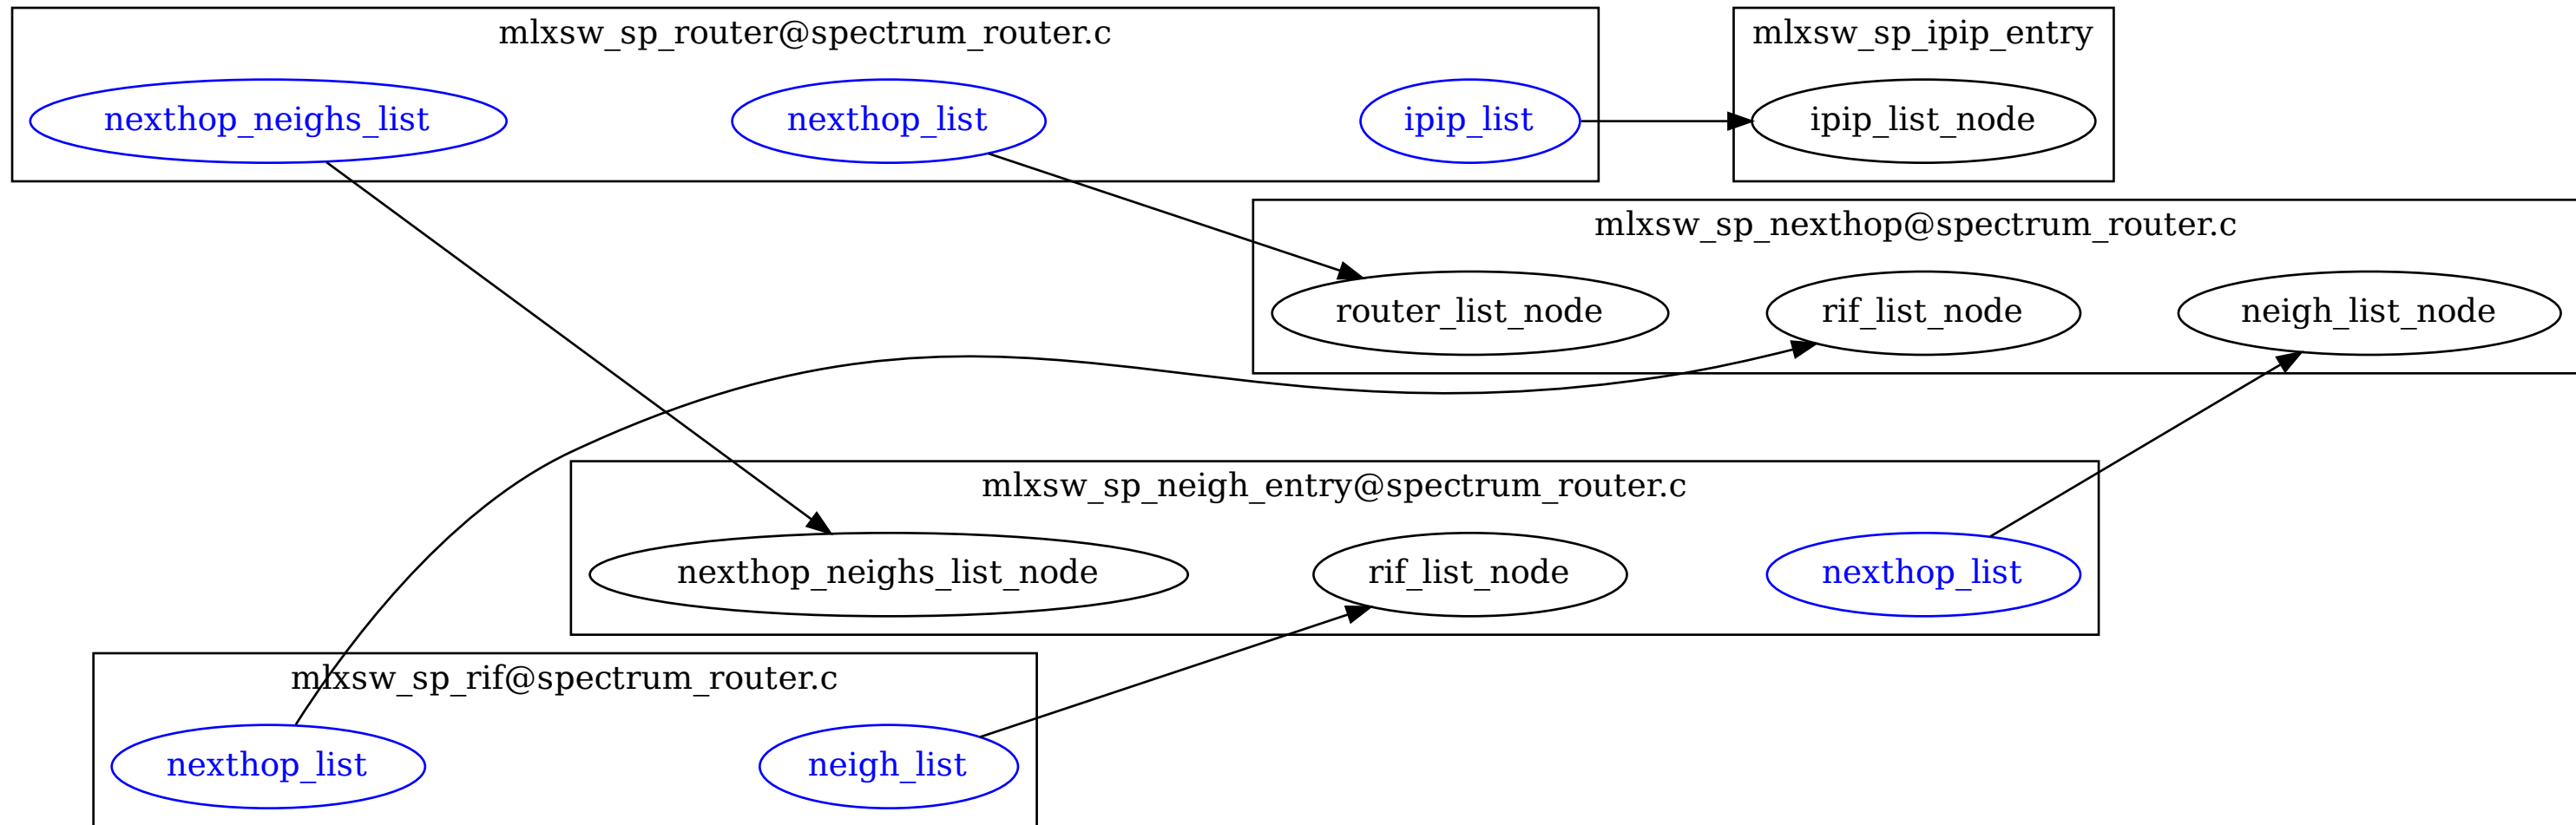 mlxsw_sp_router@spectrum_router.c
nexthop_neighs_list
nexthop_list
ipip_list
mlxsw_sp_ipip_entry
ipip_list_node
mlxsw_sp_nexthop@spectrum_router.c
router_list_node
rif_list_node
neigh_list_node
mlxsw_sp_neigh_entry@spectrum_router.c
nexthop_neighs_list_node
rif_list_node
nexthop_list
mlxsw_sp_rif@spectrum_router.c
nexthop_list
neigh_list